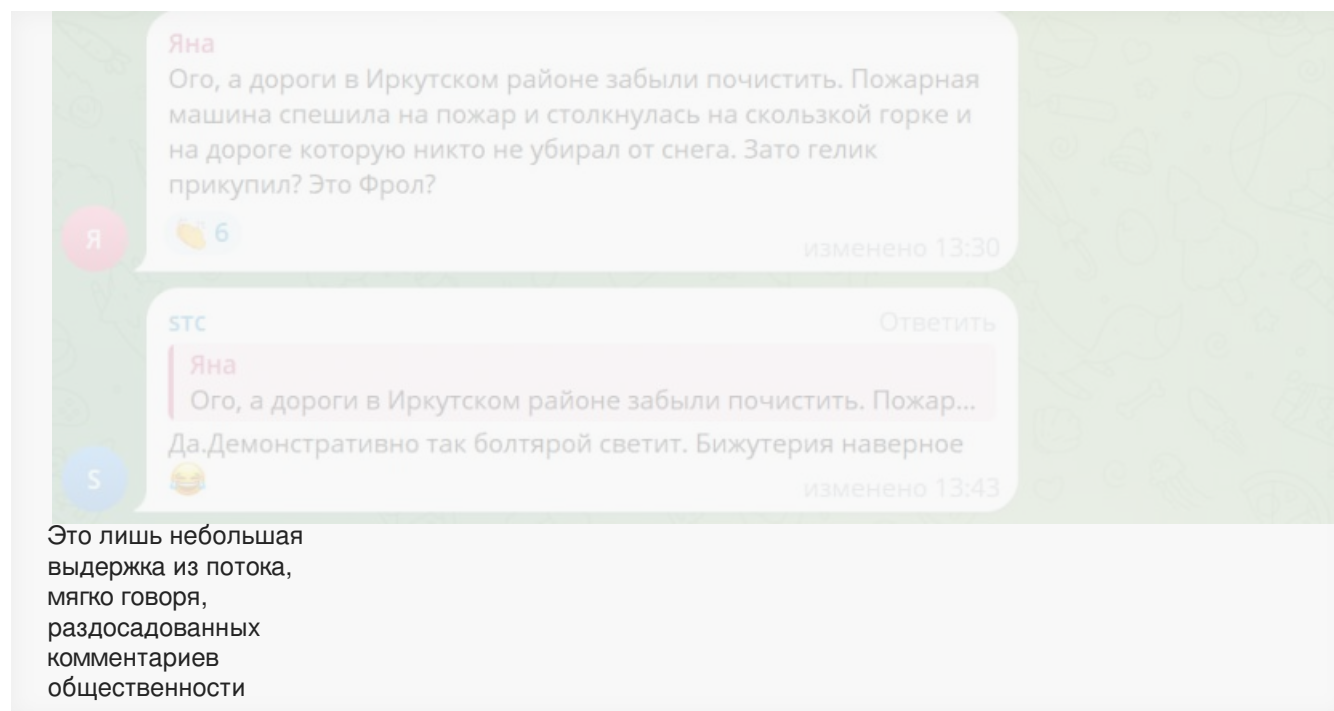 Яна
Ого, а дороги в Иркутском районе забыли почистить. Пожарная
машина спешила на пожар и столкнулась на скользкой горке и
на дороге которую никто не убирал от снега. Зато гелик
прикупил? Это Фрол?
👏 6
изменено 13:30
Я
STC
Ответить
Яна
Ого, а дороги в Иркутском районе забыли почистить. Пожар...
Да.Демонстративно так болтярой светит. Бижутерия наверное
😂
изменено 13:43
S
Это лишь небольшая
выдержка из потока,
мягко говоря,
раздосадованных
комментариев
общественности